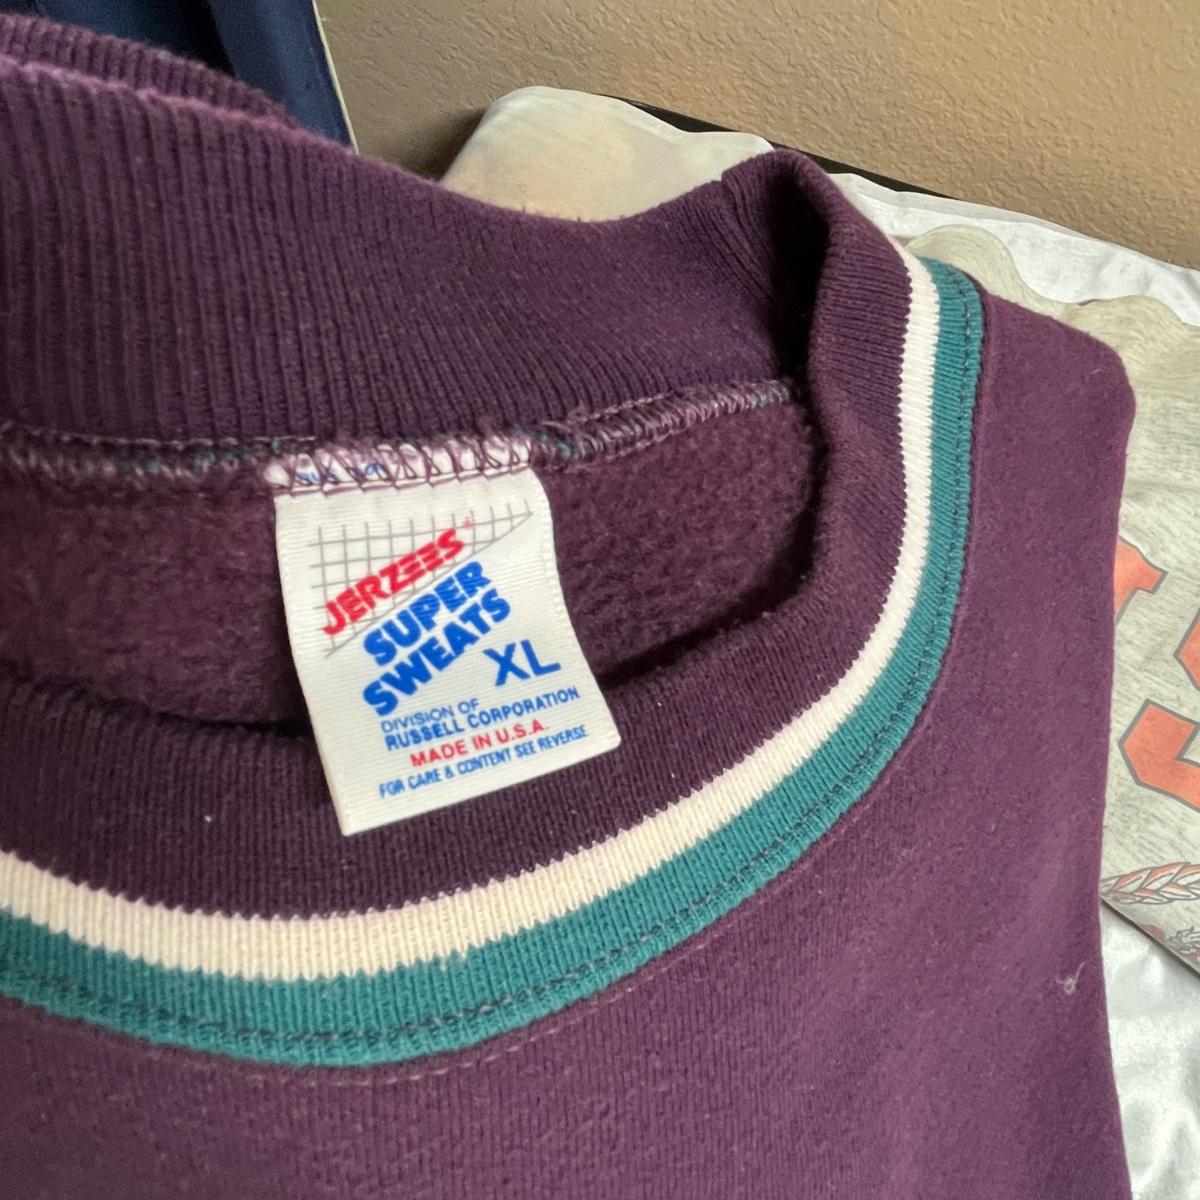 JERZEES
SUPER
SWEATS
XL
DIVISION OF
RUSSELL CORPORATION
MADE IN U.S.A.
FOR CARE & CONTENT SEE REVERSE